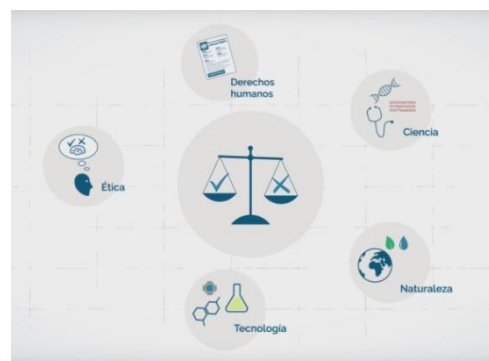 Derechos
humanos
Ciencia
Ética
Naturaleza
Tecnología